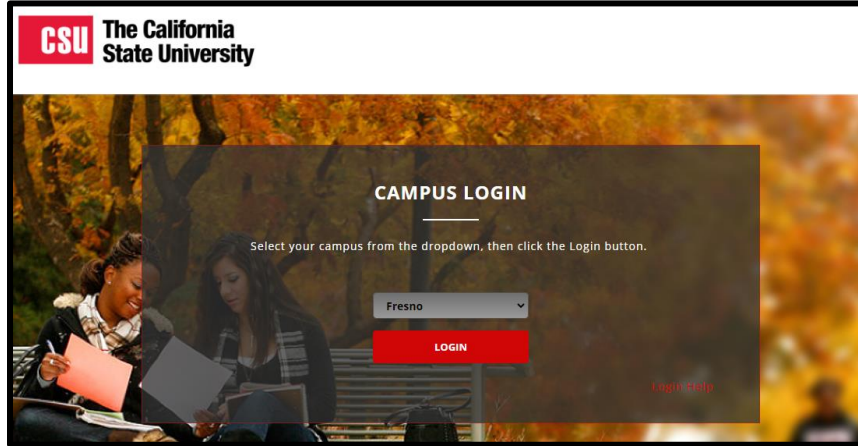 CSU The California
State University
CAMPUS LOGIN
Select your campus from the dropdown, then click the Login button.
Fresno
LOGIN
Login Help